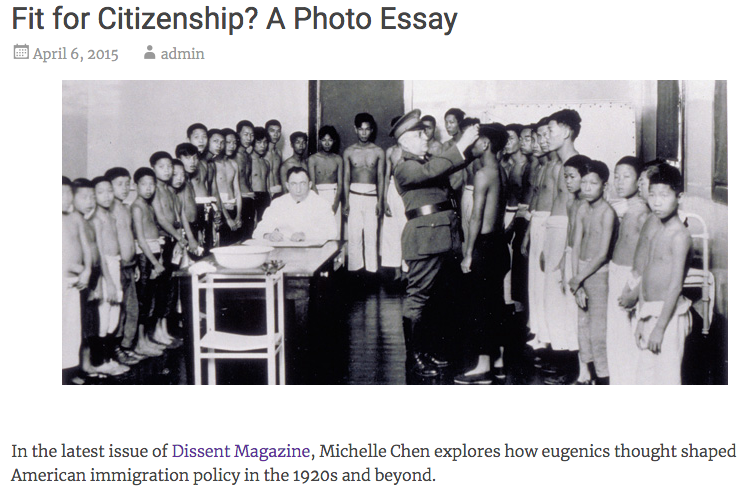 Fit for Citizenship? A Photo Essay
April 6, 2015 admin
In the latest issue of Dissent Magazine, Michelle Chen explores how eugenics thought shaped
American immigration policy in the 1920s and beyond.